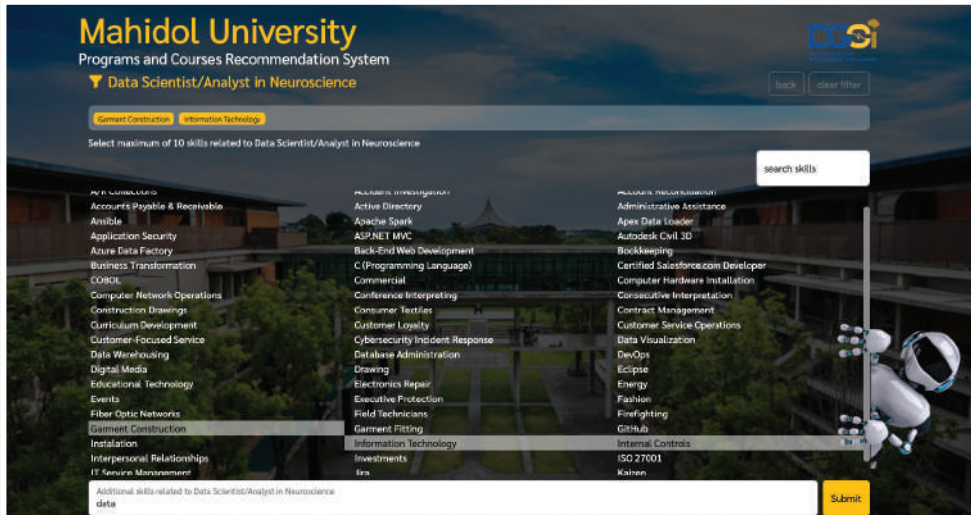 Mahidol University
DGSi
Programs and Courses Recommendation System
Data Scientist/Analyst in Neuroscience
back clear filter
Garment Construction Information Technology
Select maximum of 10 skills related to Data Scientist/Analyst in Neuroscience
search skills
A/R Collections Accident Investigation Account Reconciliation
Accounts Payable & Receivable Active Directory Administrative Assistance
Ansible Apache Spark Apex Data Loader
Application Security ASP.NET MVC Autodesk Civil 3D
Azure Data Factory Back-End Web Development Bookkeeping
Business Transformation C (Programming Language) Certified Salesforce.com Developer
COBOL Commercial Computer Hardware Installation
Computer Network Operations Conference Interpreting Consecutive Interpretation
Construction Drawings Consumer Textiles Contract Management
Curriculum Development Customer Loyalty Customer Service Operations
Customer-Focused Service Cybersecurity Incident Response Data Visualization
Data Warehousing Database Administration DevOps
Digital Media Drawing Eclipse
Educational Technology Electronics Repair Energy
Events Executive Protection Fashion
Fiber Optic Networks Field Technicians Firefighting
Garment Construction Garment Fitting GitHub
Instalation Information Technology Internal Controls
Interpersonal Relationships Investments ISO 27001
IT Service Management Jira Kaizen
Additional skills related to Data Scientist/Analyst in Neuroscience
data
Submit